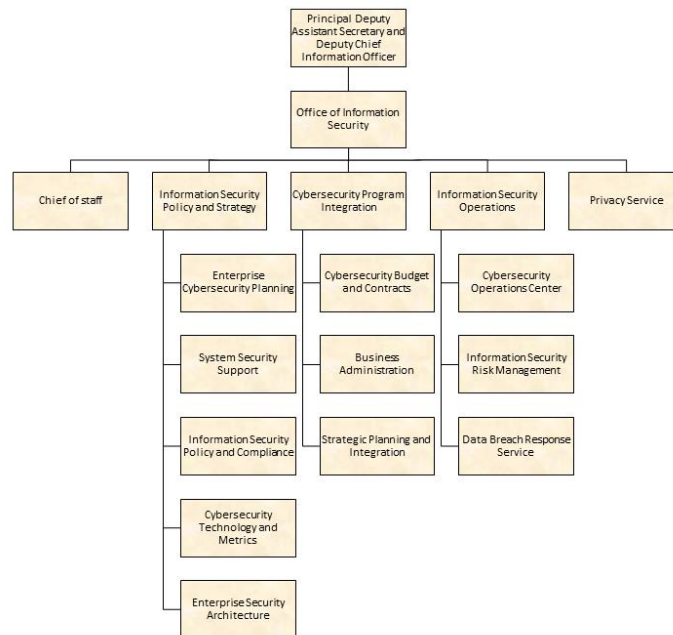 Principal Deputy
Assistant Secretary and
Deputy Chief
Information Officer
Office of Information
Security
Chief of staff
Information Security
Policy and Strategy
Cybersecurity Program
Integration
Information Security
Operations
Privacy Service
Enterprise
Cybersecurity Planning
Cybersecurity Budget
and Contracts
Cybersecurity
Operations Center
System Security
Support
Business
Administration
Information Security
Risk Management
Information Security
Policy and Compliance
Strategic Planning and
Integration
Data Breach Response
Service
Cybersecurity
Technology and
Metrics
Enterprise Security
Architecture